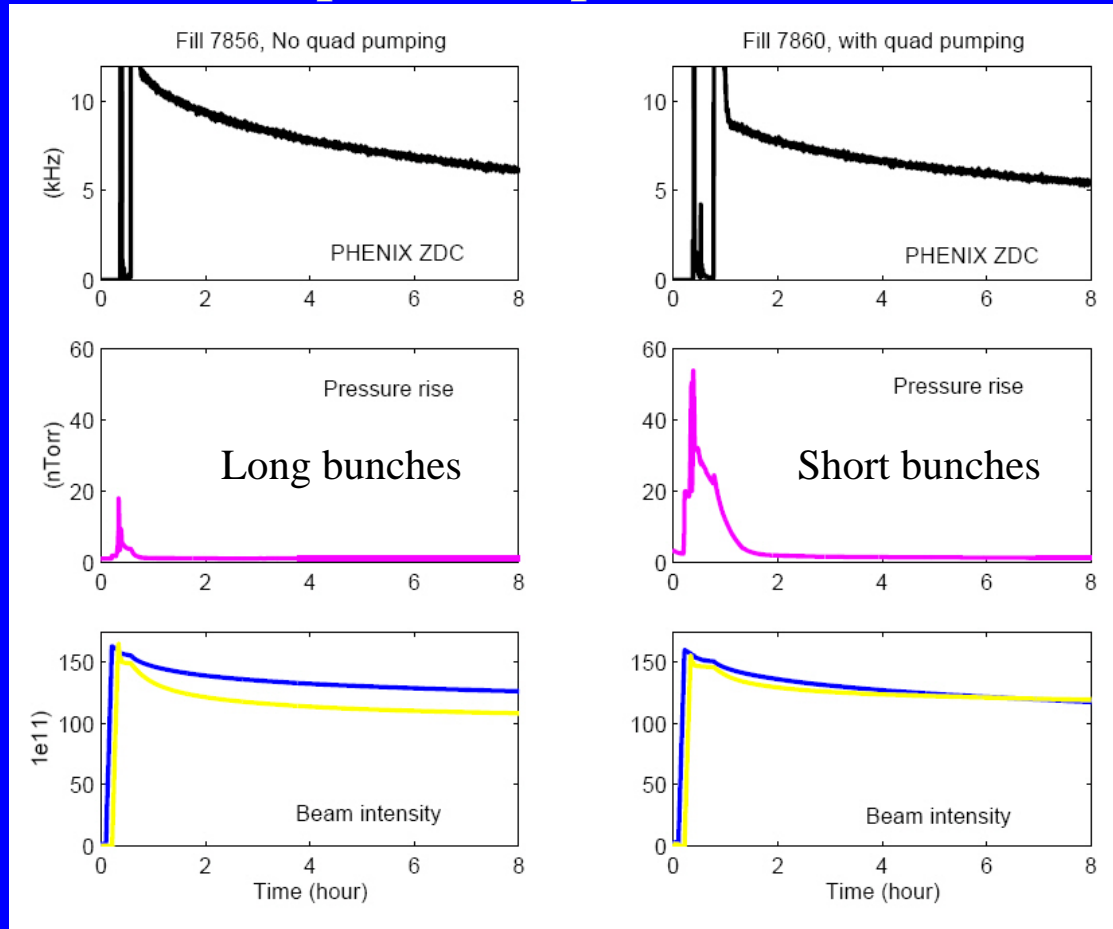 Fill 7856, No quad pumping
10
5
0
(kHz)
PHENIX ZDC
0 2 4 6 8
Fill 7860, with quad pumping
10
5
0
(kHz)
PHENIX ZDC
0 2 4 6 8
60
40
20
0
(nTorr)
Pressure rise
Long bunches
0 2 4 6 8
60
40
20
0
Pressure rise
Short bunches
0 2 4 6 8
150
100
50
0
1e11
Beam intensity
0 2 4 6 8
Time (hour)
150
100
50
0
Beam intensity
0 2 4 6 8
Time (hour)